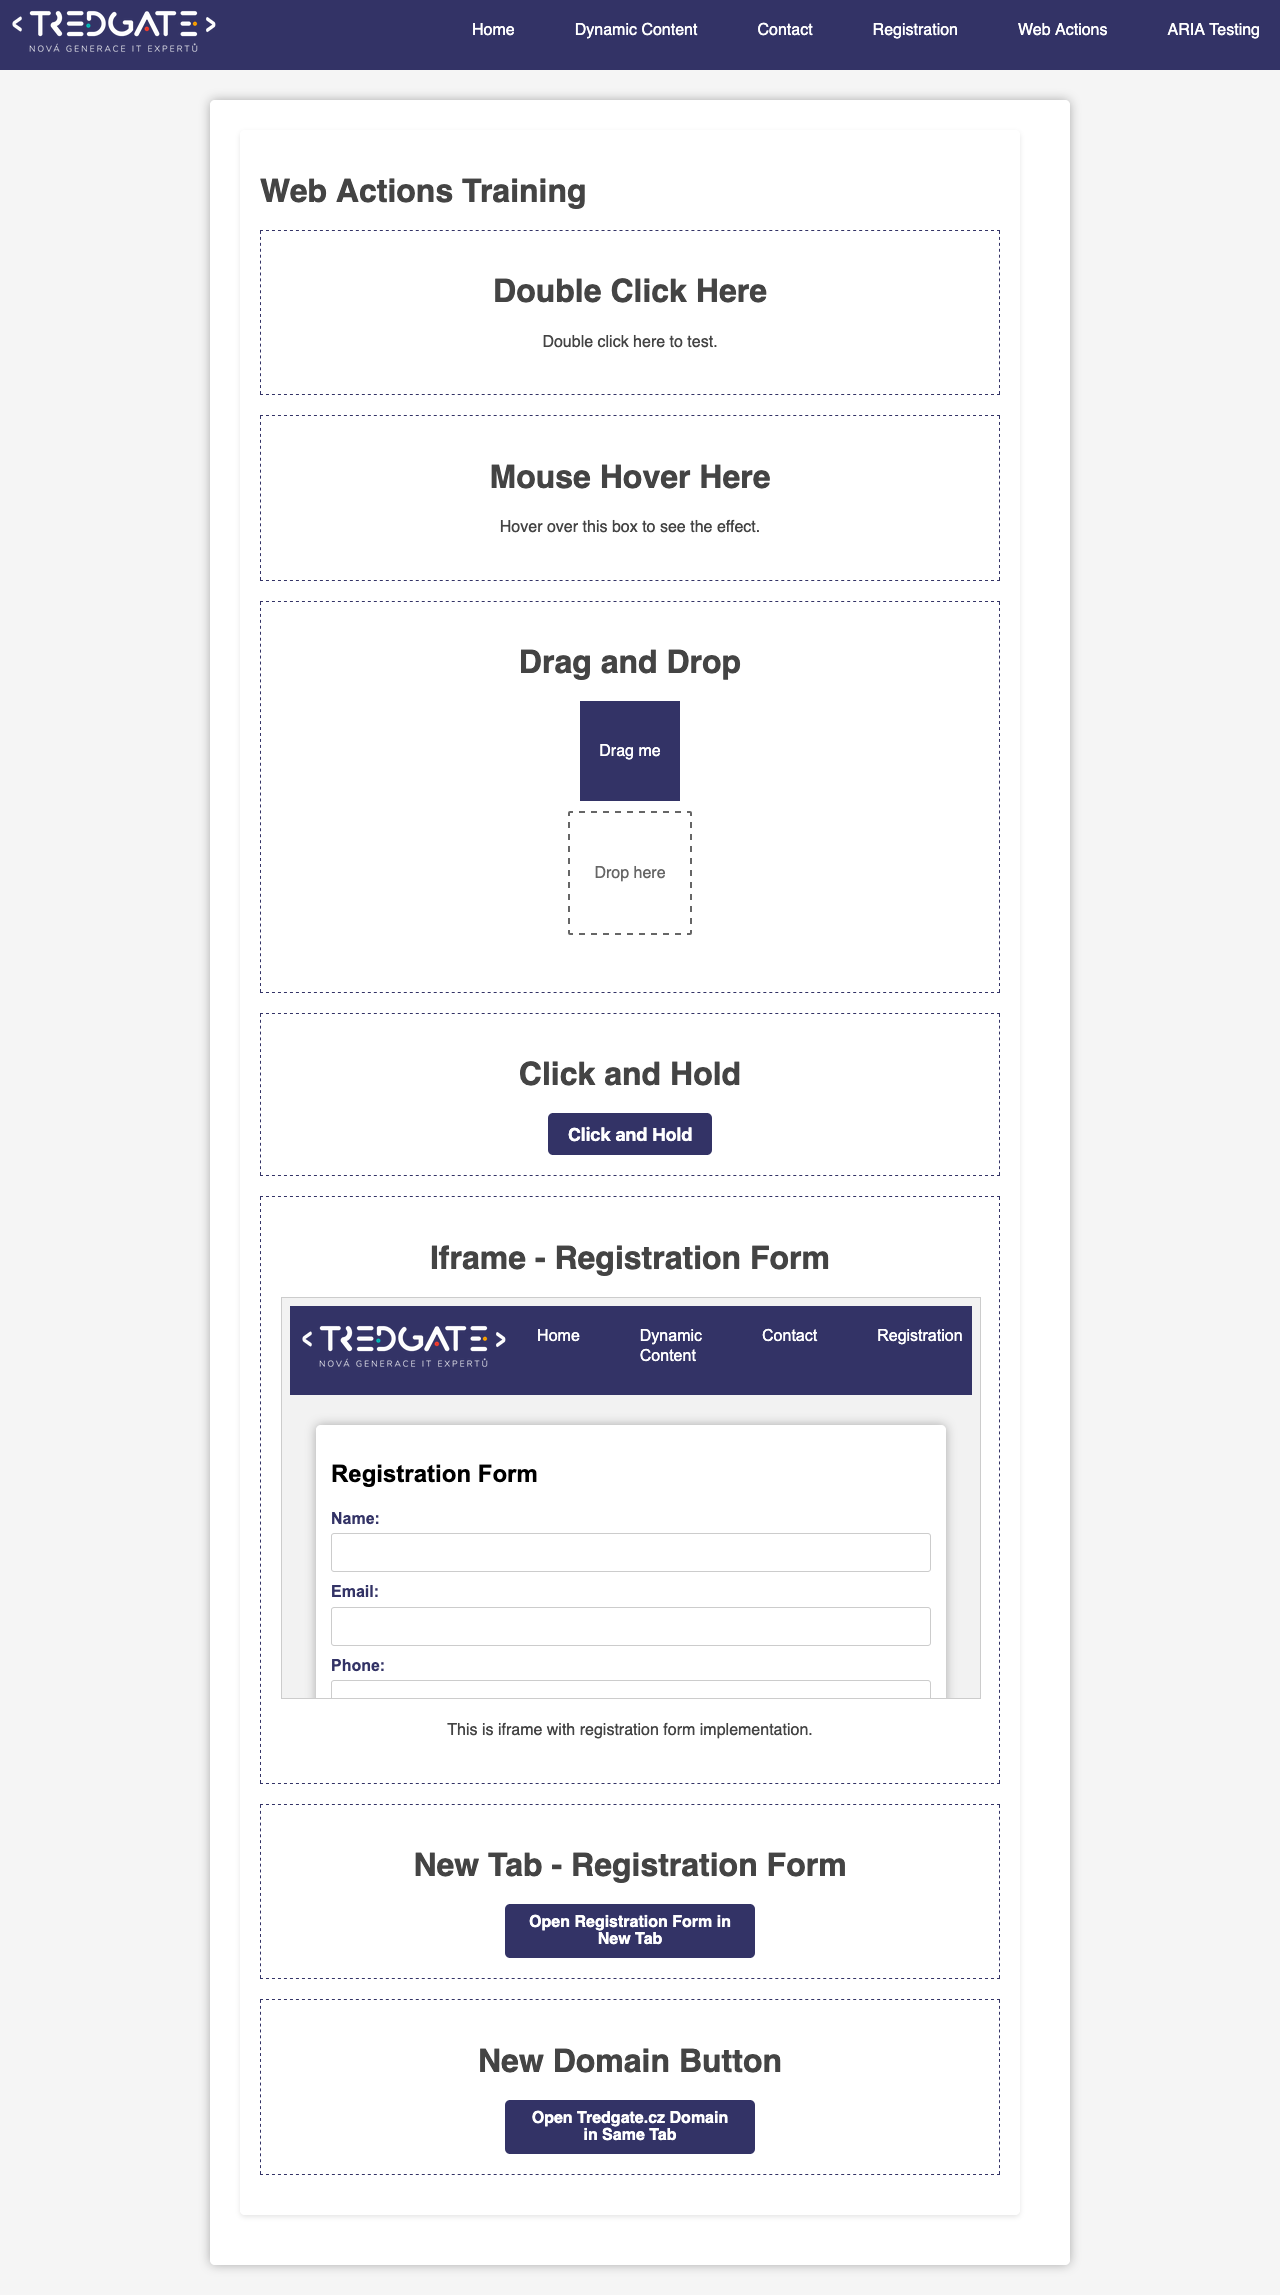 TREDGATE
NOVÁ GENERACE IT EXPERTŮ
Home Dynamic Content Contact Registration Web Actions ARIA Testing
Web Actions Training
Double Click Here
Double click here to test.
Mouse Hover Here
Hover over this box to see the effect.
Drag and Drop
Drag me
Drop here
Click and Hold
Click and Hold
Iframe - Registration Form
TREDGATE
NOVÁ GENERACE IT EXPERTŮ
Home Dynamic Contact Registration
Content
Registration Form
Name:
Email:
Phone:
This is iframe with registration form implementation.
New Tab - Registration Form
Open Registration Form in
New Tab
New Domain Button
Open Tredgate.cz Domain
in Same Tab